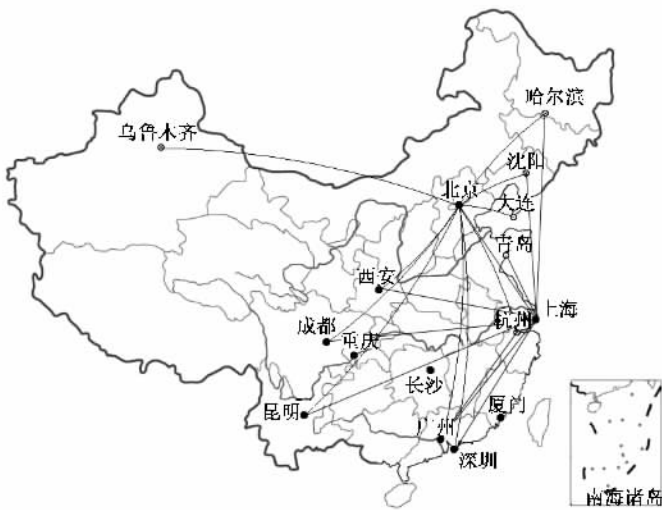 哈尔滨
乌鲁木齐
沈阳
北京
大连
青岛
西安
上海
杭州
成都
重庆
长沙
昆明
厦门
广州
深圳
南海诸岛